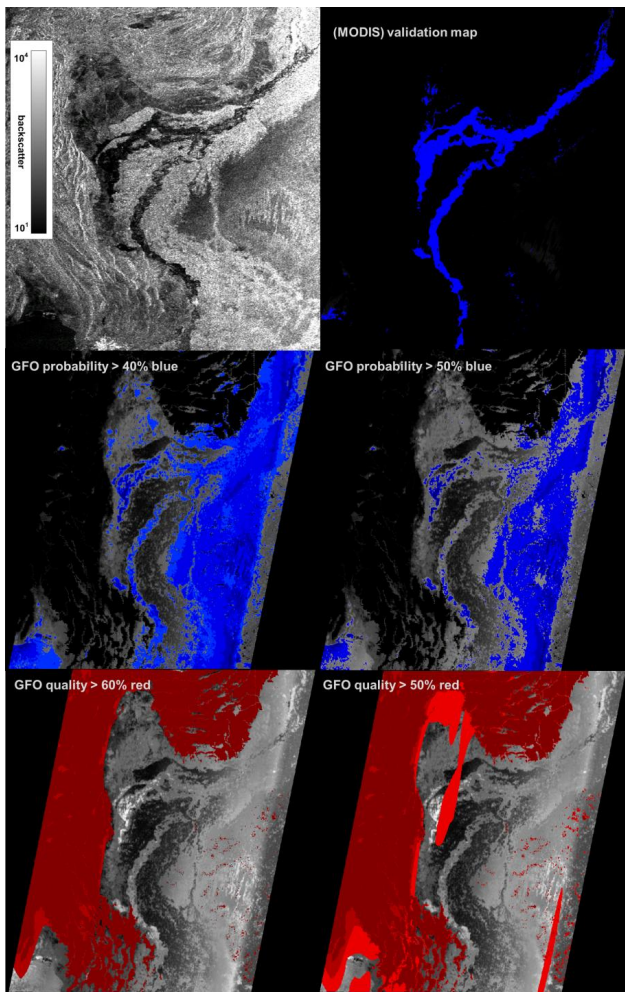 (MODIS) validation map
10⁴
backscatter
10¹
GFO probability > 40% blue
GFO probability > 50% blue
GFO quality > 60% red
GFO quality > 50% red